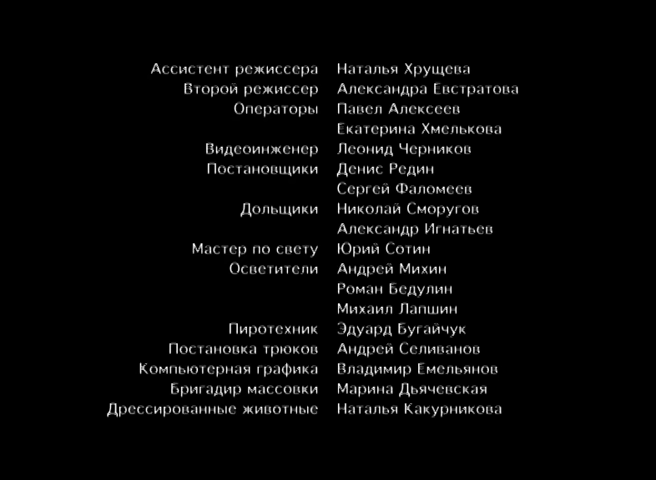 Ассистент режиссера Наталья Хрущева
Второй режиссер Александра Евстратова
Операторы Павел Алексеев
Екатерина Хмелькова
Видеоинженер Леонид Черников
Постановщики Денис Редин
Сергей Фаломеев
Дольщики Николай Сморугов
Александр Игнатьев
Мастер по свету Юрий Сотин
Осветители Андрей Михин
Роман Бедулин
Михаил Лапшин
Пиротехник Эдуард Бугайчук
Постановка трюков Андрей Селиванов
Компьютерная графика Владимир Емельянов
Бригадир массовки Марина Дьячевская
Дрессированные животные Наталья Какурникова